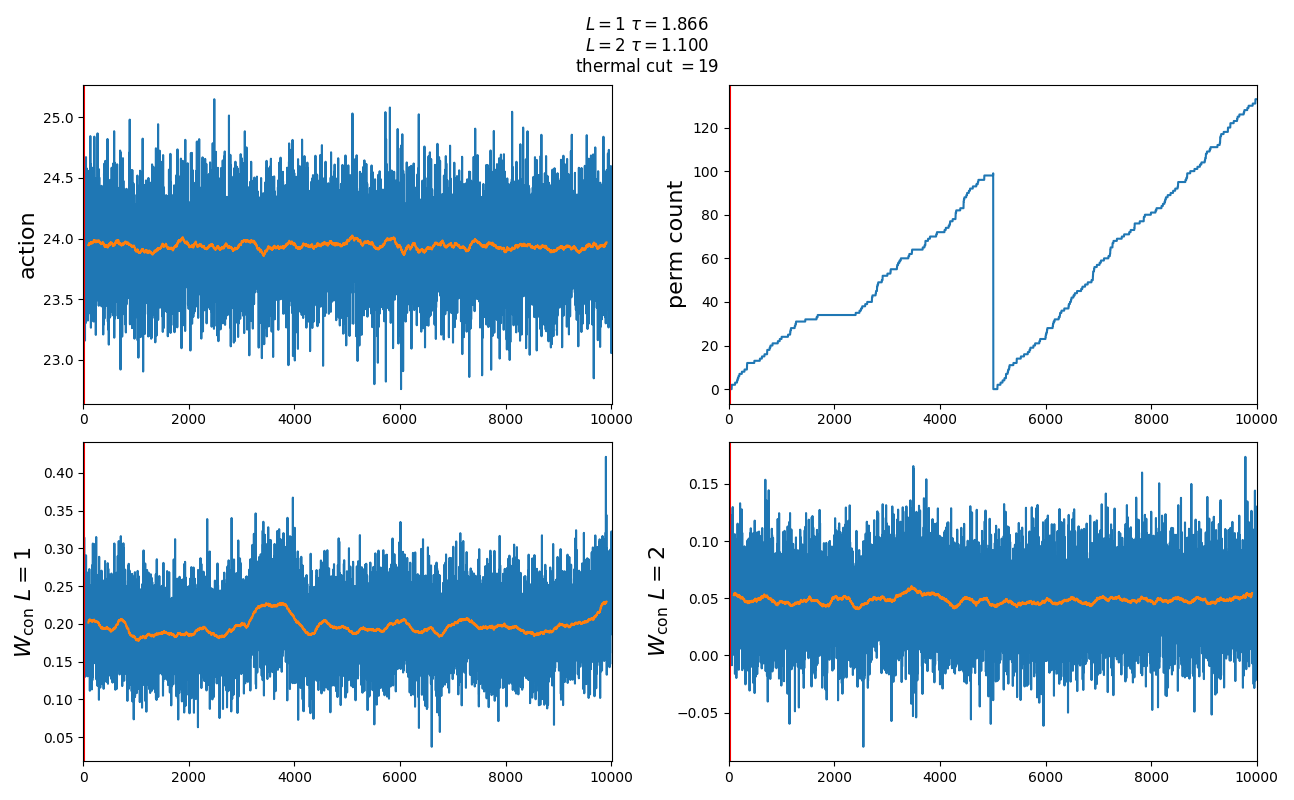 L = 1 τ = 1.866
L = 2 τ = 1.100
thermal cut = 19
action
25.0
24.5
24.0
23.5
23.0
0 2000 4000 6000 8000 10000
perm count
120
100
80
60
40
20
0
0 2000 4000 6000 8000 10000
W_con L = 1
0.40
0.35
0.30
0.25
0.20
0.15
0.10
0.05
0 2000 4000 6000 8000 10000
W_con L = 2
0.15
0.10
0.05
0.00
−0.05
0 2000 4000 6000 8000 10000